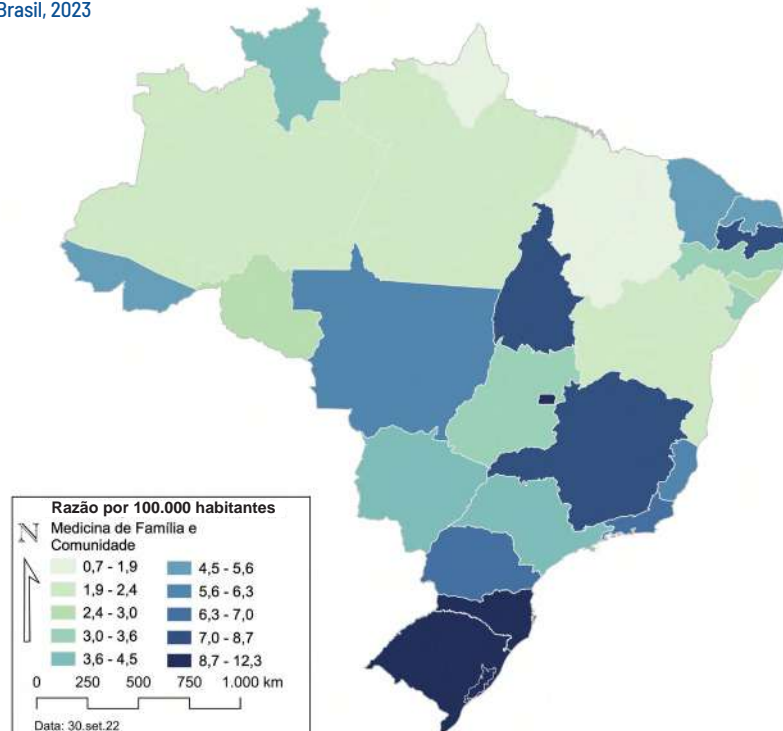 Brasil, 2023
Razão por 100.000 habitantes
N
Medicina de Família e
Comunidade
0,7 - 1,9
1,9 - 2,4
2,4 - 3,0
3,0 - 3,6
3,6 - 4,5
4,5 - 5,6
5,6 - 6,3
6,3 - 7,0
7,0 - 8,7
8,7 - 12,3
0 250 500 750 1.000 km
Data: 30.set.22